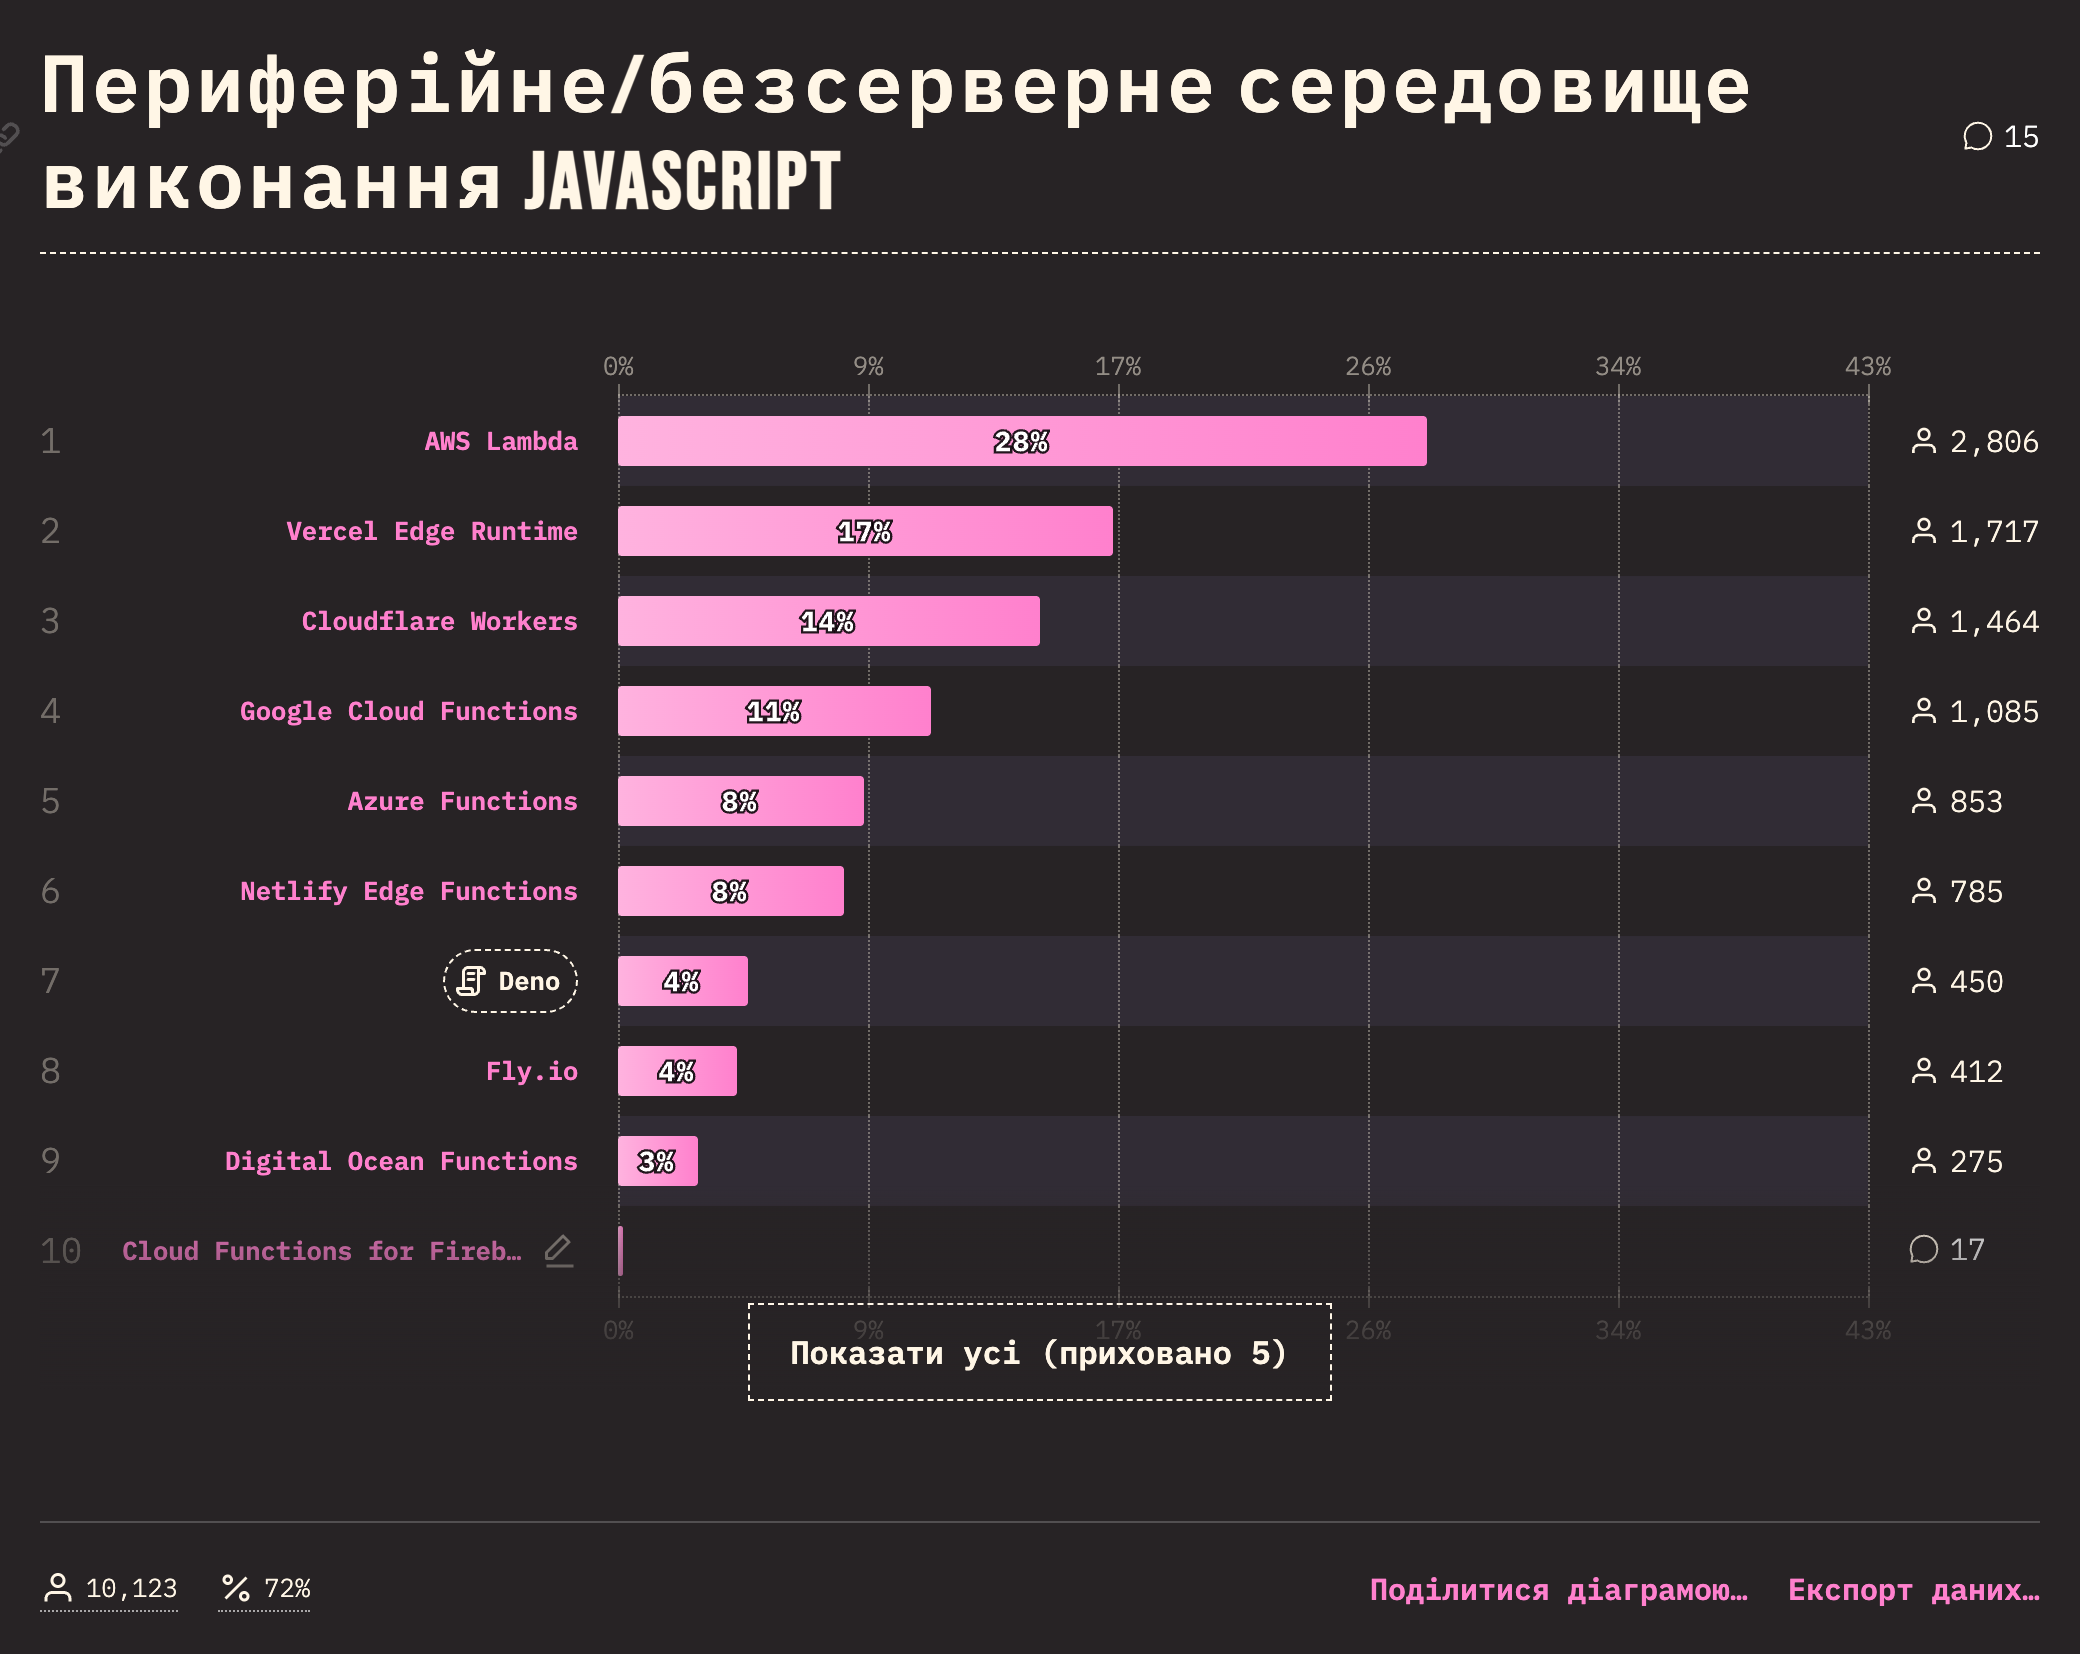 Периферійне/безсерверне середовище
виконання JAVASCRIPT
15
0% 9% 17% 26% 34% 43%
1 AWS Lambda 28% 2,806
2 Vercel Edge Runtime 17% 1,717
3 Cloudflare Workers 14% 1,464
4 Google Cloud Functions 11% 1,085
5 Azure Functions 8% 853
6 Netlify Edge Functions 8% 785
7 Deno 4% 450
8 Fly.io 4% 412
9 Digital Ocean Functions 3% 275
10 Cloud Functions for Fireb… 17
0% 9% 17% 26% 34% 43%
Показати усі (приховано 5)
10,123 72% Поділитися діаграмою… Експорт даних…